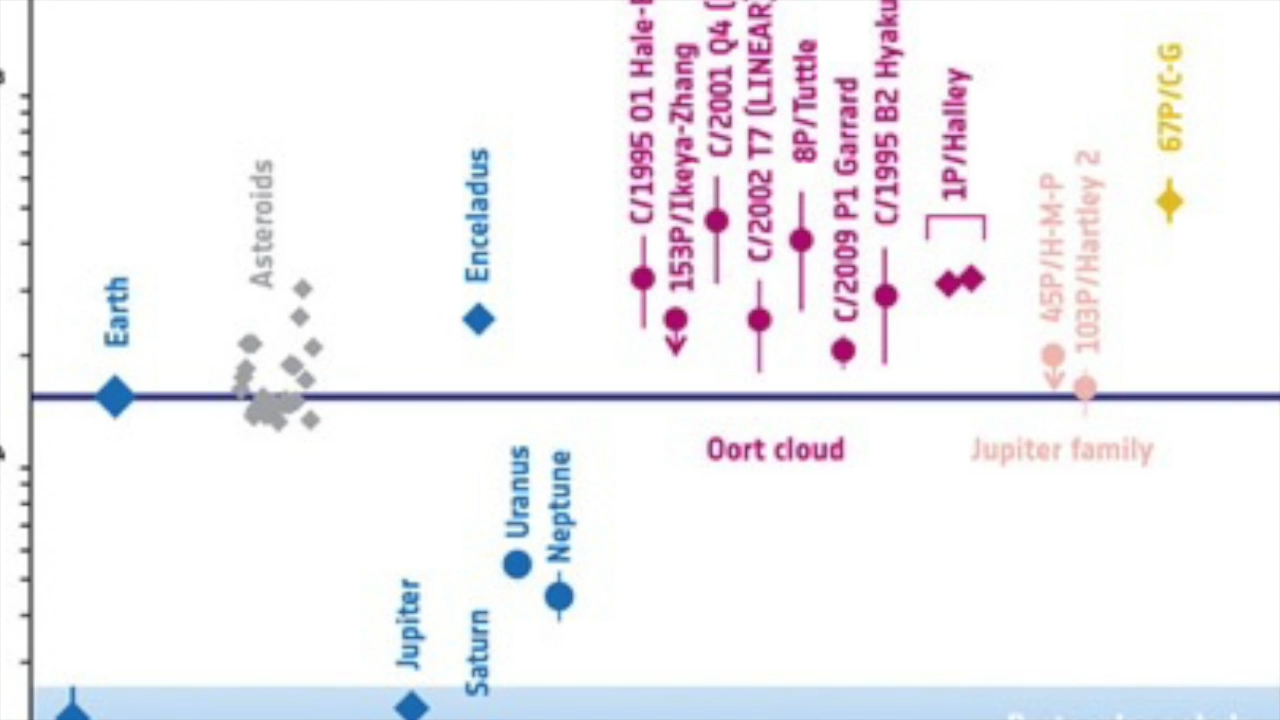 Earth
Asteroids
Enceladus
C/1995 O1 Hale-
153P/Ikeya-Zhang
C/2001 Q4 (
C/2002 T7 (LINEAR)
8P/Tuttle
C/2009 P1 Garrard
C/1995 B2 Hyaku
1P/Halley
45P/H-M-P
103P/Hartley 2
67P/C-G
Oort cloud
Jupiter family
Uranus
Neptune
Jupiter
Saturn